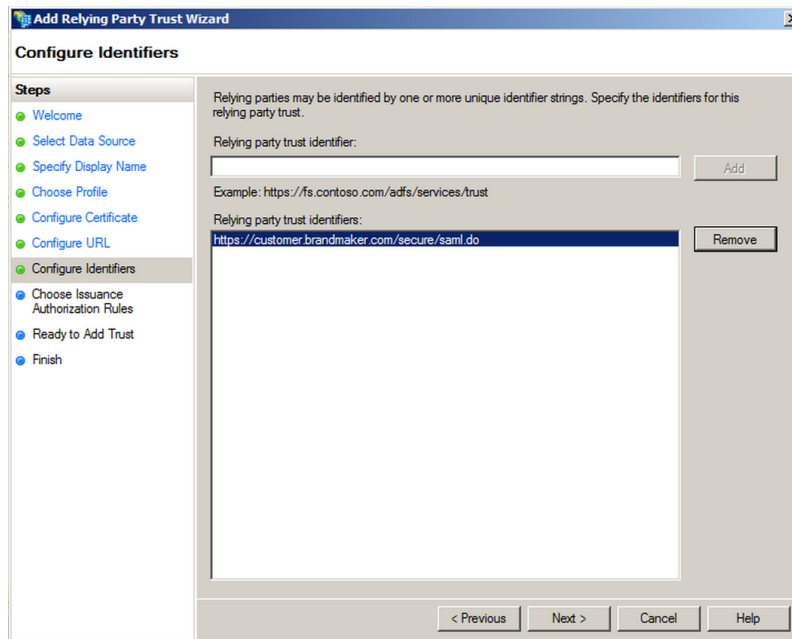 Add Relying Party Trust Wizard
Configure Identifiers
Steps
Welcome
Select Data Source
Specify Display Name
Choose Profile
Configure Certificate
Configure URL
Configure Identifiers
Choose Issuance
Authorization Rules
Ready to Add Trust
Finish
Relying parties may be identified by one or more unique identifier strings. Specify the identifiers for this
relying party trust.
Relying party trust identifier:
Add
Example: https://fs.contoso.com/adfs/services/trust
Relying party trust identifiers:
https://customer.brandmaker.com/secure/saml.do
Remove
< Previous
Next >
Cancel
Help